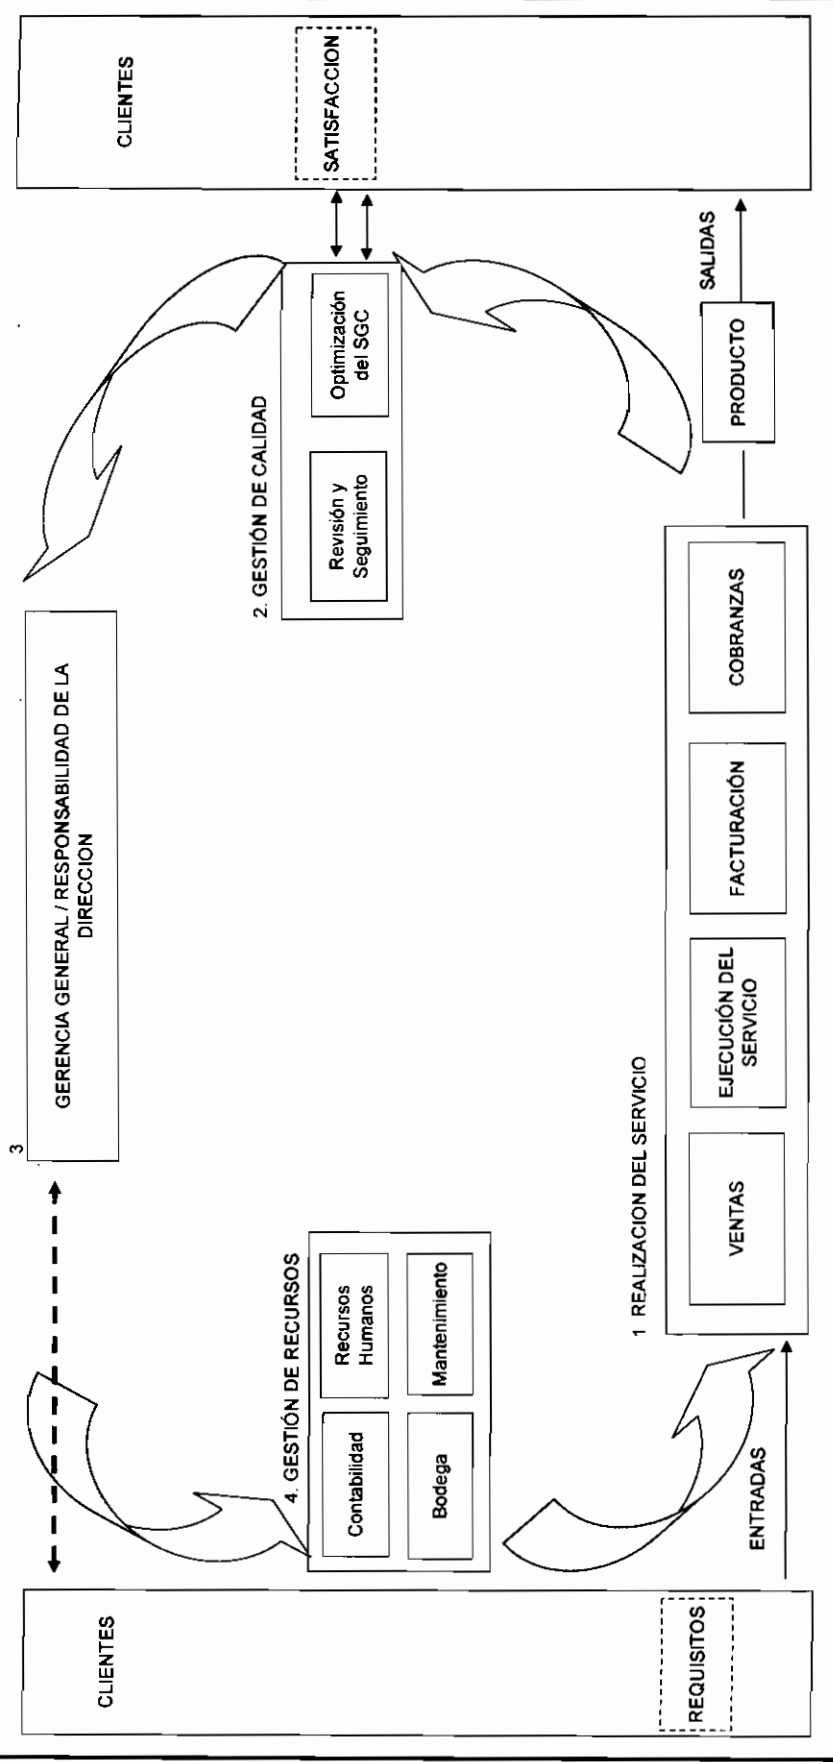 CLIENTES
REQUISITOS
ENTRADAS
3
GERENCIA GENERAL / RESPONSABILIDAD DE LA
DIRECCION
4. GESTIÓN DE RECURSOS
Contabilidad
Recursos
Humanos
Bodega
Mantenimiento
2. GESTIÓN DE CALIDAD
Revisión y
Seguimiento
Optimización
del SGC
1 REALIZACION DEL SERVICIO
VENTAS
EJECUCIÓN DEL
SERVICIO
FACTURACIÓN
COBRANZAS
PRODUCTO
SALIDAS
CLIENTES
SATISFACCION